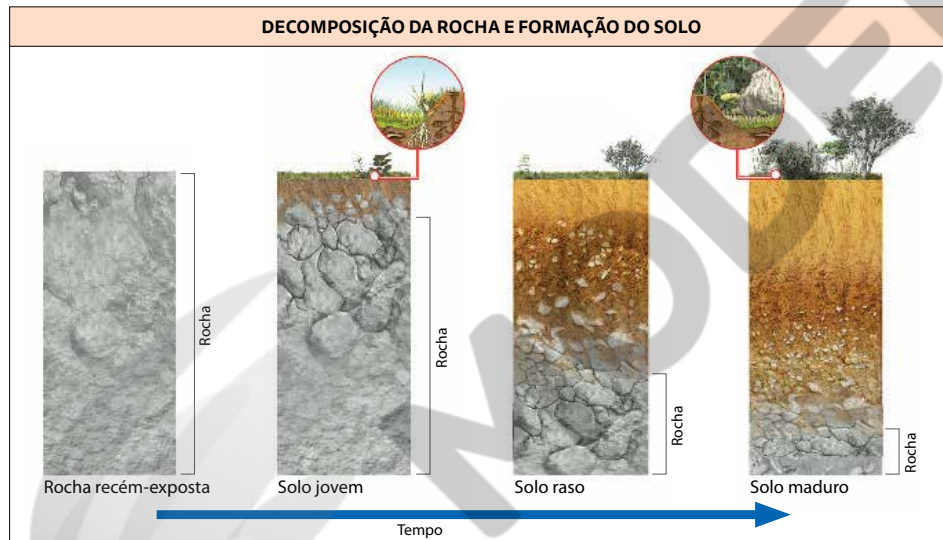 DECOMPOSIÇÃO DA ROCHA E FORMAÇÃO DO SOLO
Rocha
Rocha
Rocha
Rocha
Rocha recém-exposta
Solo jovem
Solo raso
Solo maduro
Tempo